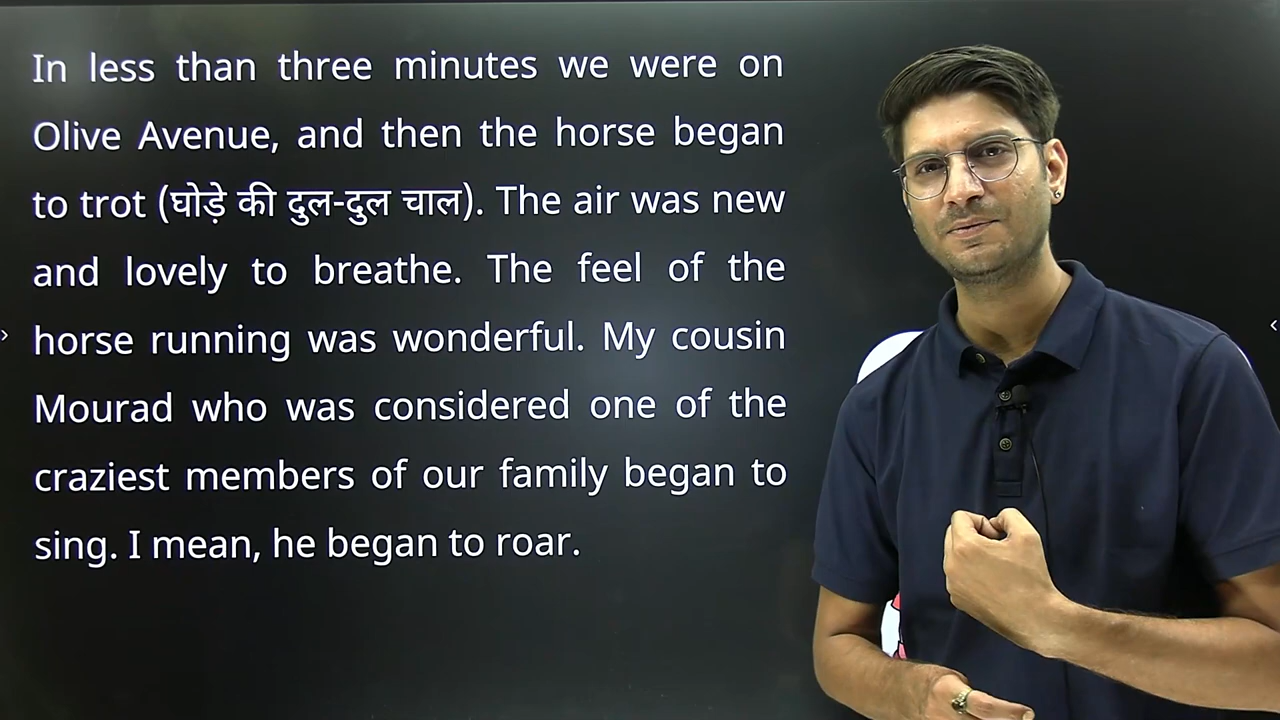 In less than three minutes we were on
Olive Avenue, and then the horse began
to trot (घोड़े की दुल-दुल चाल). The air was new
and lovely to breathe. The feel of the
horse running was wonderful. My cousin
Mourad who was considered one of the
craziest members of our family began to
sing. I mean, he began to roar.